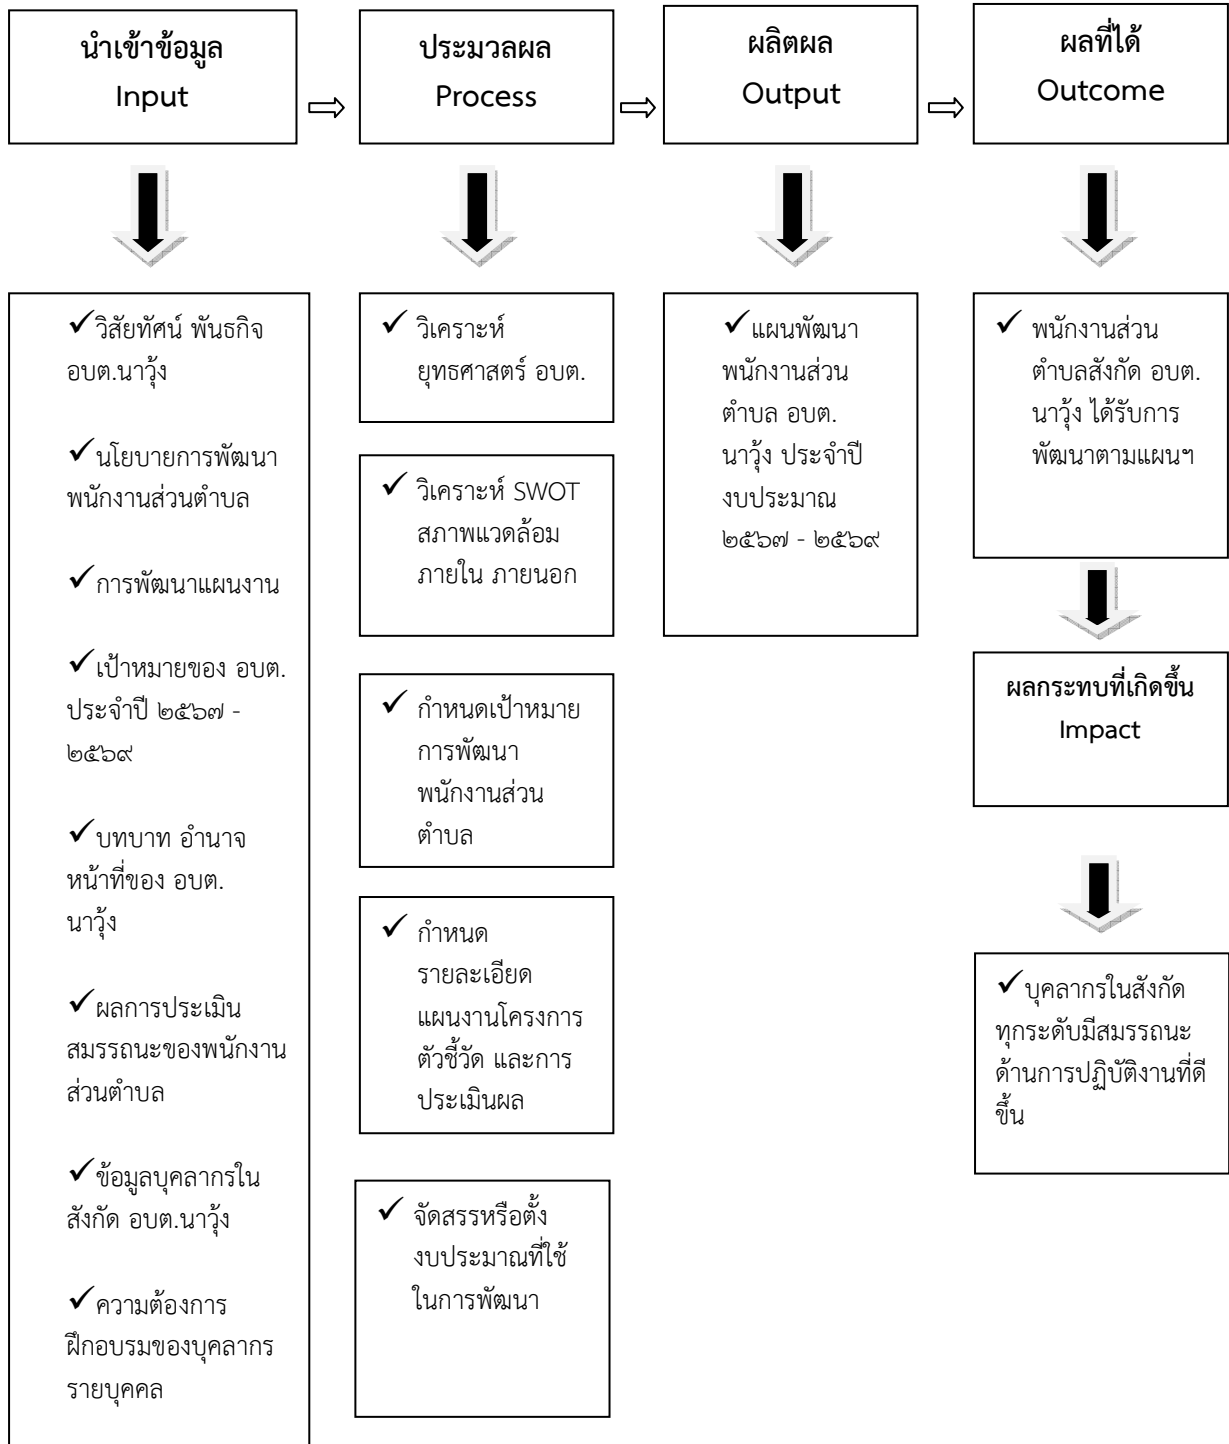 นำเข้าข้อมูล
Input
ประมวลผล
Process
ผลิตผล
Output
ผลที่ได้
Outcome
✓วิสัยทัศน์ พันธกิจ
อบต.นาวุ้ง
✓นโยบายการพัฒนา
พนักงานส่วนตำบล
✓การพัฒนาแผนงาน
✓เป้าหมายของ อบต.
ประจำปี ๒๕๖๗ -
๒๕๖๙
✓บทบาท อำนาจ
หน้าที่ของ อบต.
นาวุ้ง
✓ผลการประเมิน
สมรรถนะของพนักงาน
ส่วนตำบล
✓ข้อมูลบุคลากรใน
สังกัด อบต.นาวุ้ง
✓ความต้องการ
ฝึกอบรมของบุคลากร
รายบุคคล
✓ วิเคราะห์
ยุทธศาสตร์ อบต.
✓ วิเคราะห์ SWOT
สภาพแวดล้อม
ภายใน ภายนอก
✓ กำหนดเป้าหมาย
การพัฒนา
พนักงานส่วน
ตำบล
✓ กำหนด
รายละเอียด
แผนงานโครงการ
ตัวชี้วัด และการ
ประเมินผล
✓ จัดสรรหรือตั้ง
งบประมาณที่ใช้
ในการพัฒนา
✓แผนพัฒนา
พนักงานส่วน
ตำบล อบต.
นาวุ้ง ประจำปี
งบประมาณ
๒๕๖๗ - ๒๕๖๙
✓ พนักงานส่วน
ตำบลสังกัด อบต.
นาวุ้ง ได้รับการ
พัฒนาตามแผนฯ
ผลกระทบที่เกิดขึ้น
Impact
✓บุคลากรในสังกัด
ทุกระดับมีสมรรถนะ
ด้านการปฏิบัติงานที่ดี
ขึ้น